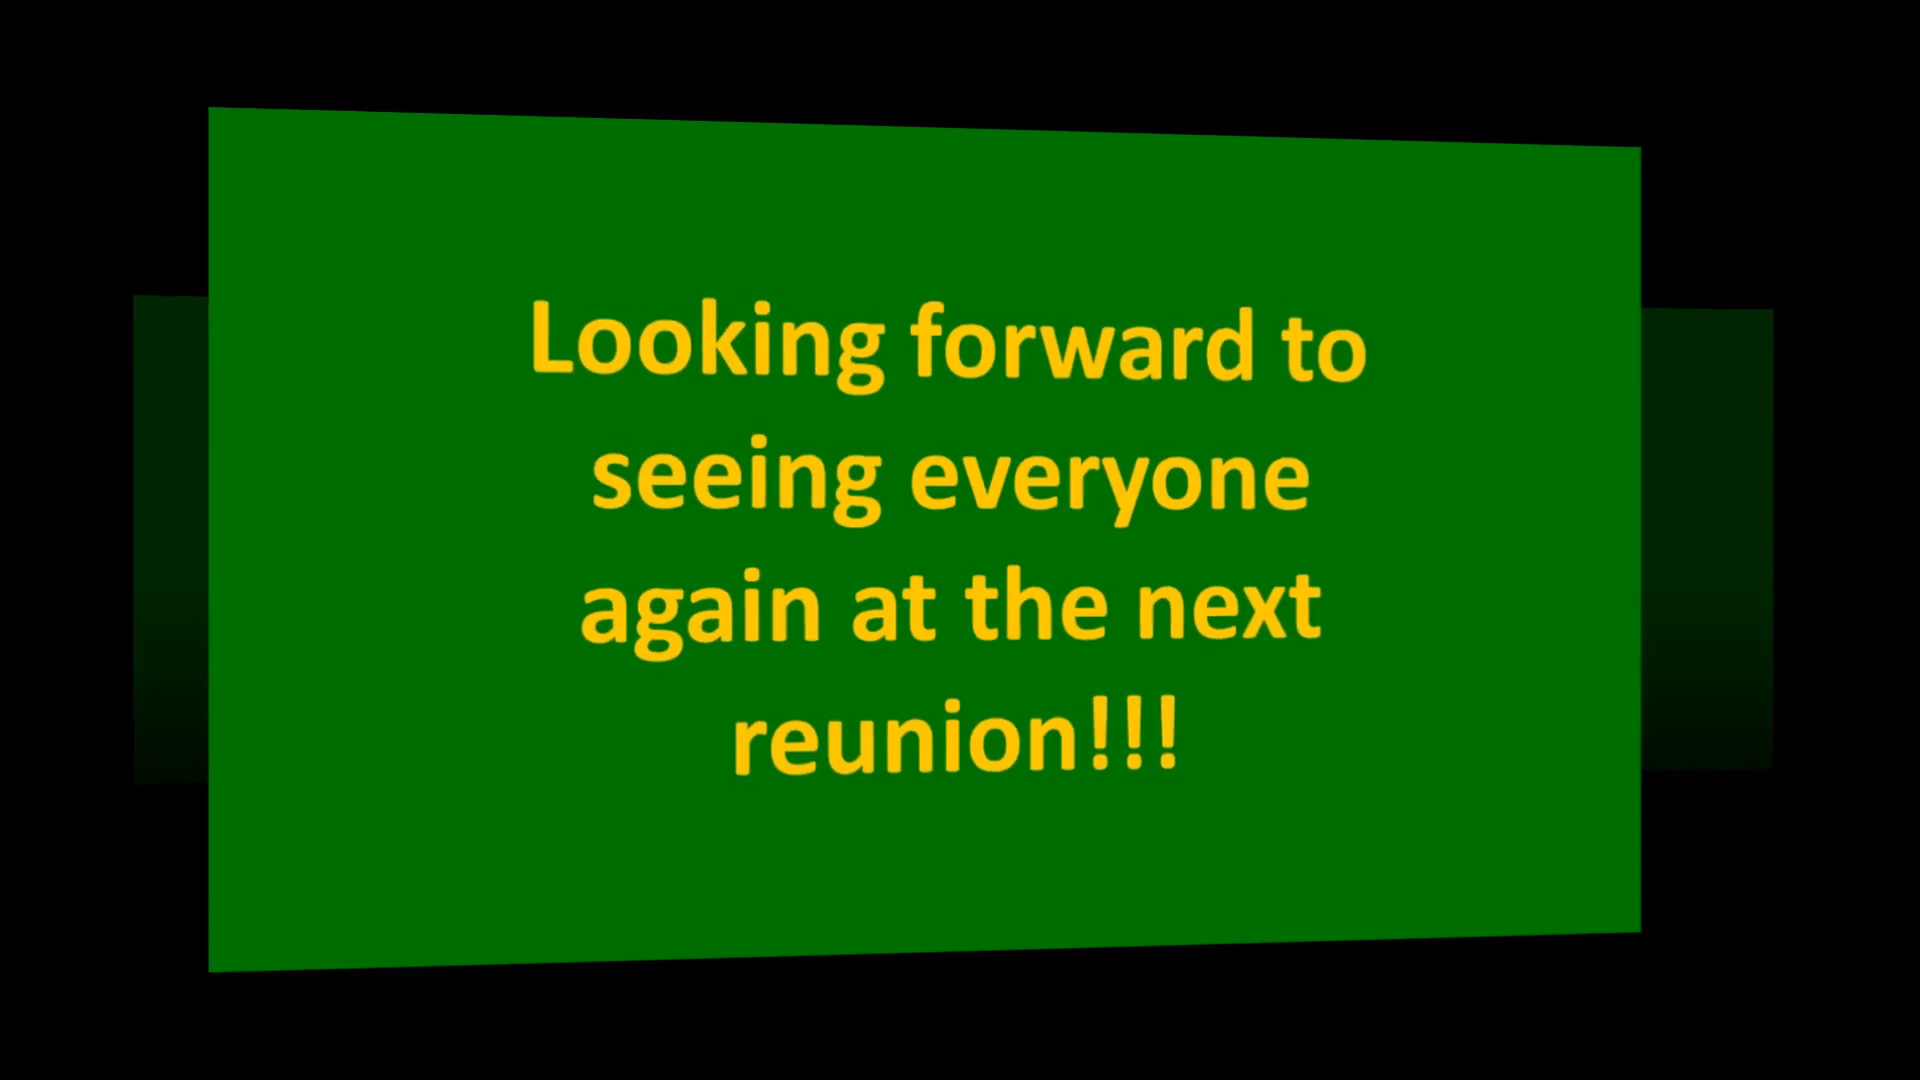 Looking forward to
seeing everyone
again at the next
reunion!!!